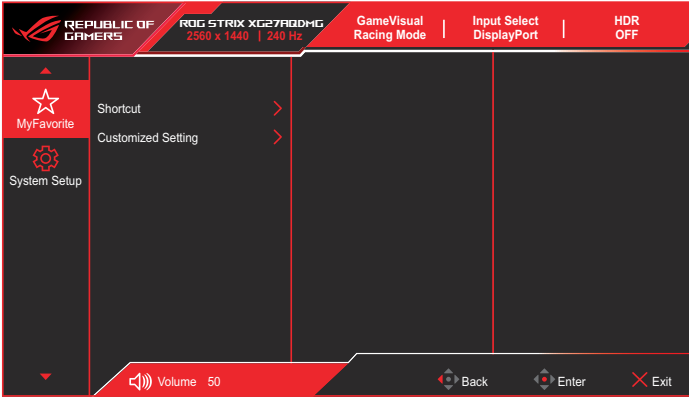 REPUBLIC OF
GAMERS
ROG STRIX XG27AQDMG
2560 x 1440 | 240 Hz
GameVisual
Racing Mode
Input Select
DisplayPort
HDR
OFF
MyFavorite
System Setup
Shortcut
Customized Setting
Volume 50
Back
Enter
Exit